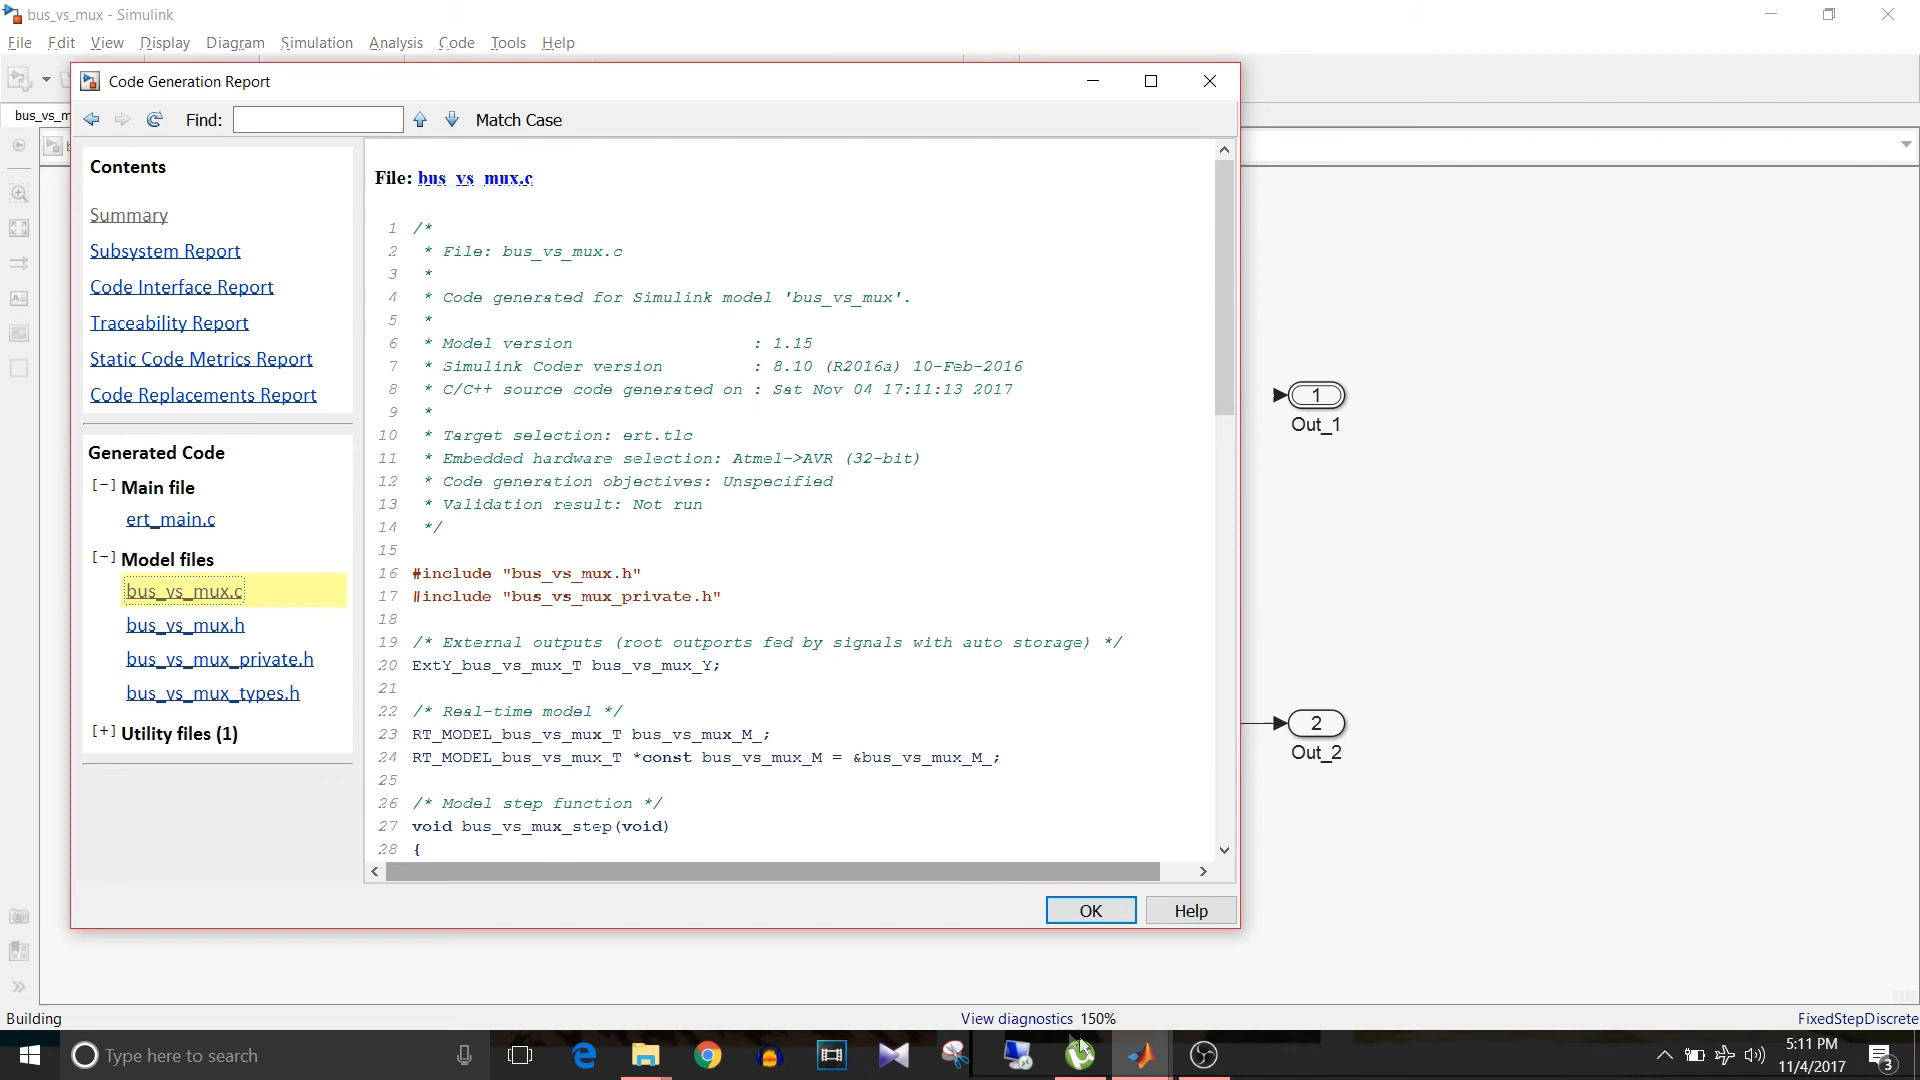 bus_vs_mux - Simulink
File Edit View Display Diagram Simulation Analysis Code Tools Help
Code Generation Report
Find: Match Case
bus_vs_m
Contents
Summary
Subsystem Report
Code Interface Report
Traceability Report
Static Code Metrics Report
Code Replacements Report
Generated Code
[-] Main file
ert_main.c
[-] Model files
bus_vs_mux.c
bus_vs_mux.h
bus_vs_mux_private.h
bus_vs_mux_types.h
[+] Utility files (1)
File: bus_vs_mux.c
1 /*
2 * File: bus_vs_mux.c
3 *
4 * Code generated for Simulink model 'bus_vs_mux'.
5 *
6 * Model version : 1.15
7 * Simulink Coder version : 8.10 (R2016a) 10-Feb-2016
8 * C/C++ source code generated on : Sat Nov 04 17:11:13 2017
9 *
10 * Target selection: ert.tlc
11 * Embedded hardware selection: Atmel->AVR (32-bit)
12 * Code generation objectives: Unspecified
13 * Validation result: Not run
14 */
15
16 #include "bus_vs_mux.h"
17 #include "bus_vs_mux_private.h"
18
19 /* External outputs (root outports fed by signals with auto storage) */
20 ExtY_bus_vs_mux_T bus_vs_mux_Y;
21
22 /* Real-time model */
23 RT_MODEL_bus_vs_mux_T bus_vs_mux_M_;
24 RT_MODEL_bus_vs_mux_T *const bus_vs_mux_M = &bus_vs_mux_M_;
25
26 /* Model step function */
27 void bus_vs_mux_step(void)
28 {
OK Help
1
Out_1
2
Out_2
Building View diagnostics 150% FixedStepDiscrete
Type here to search
5:11 PM
11/4/2017
3